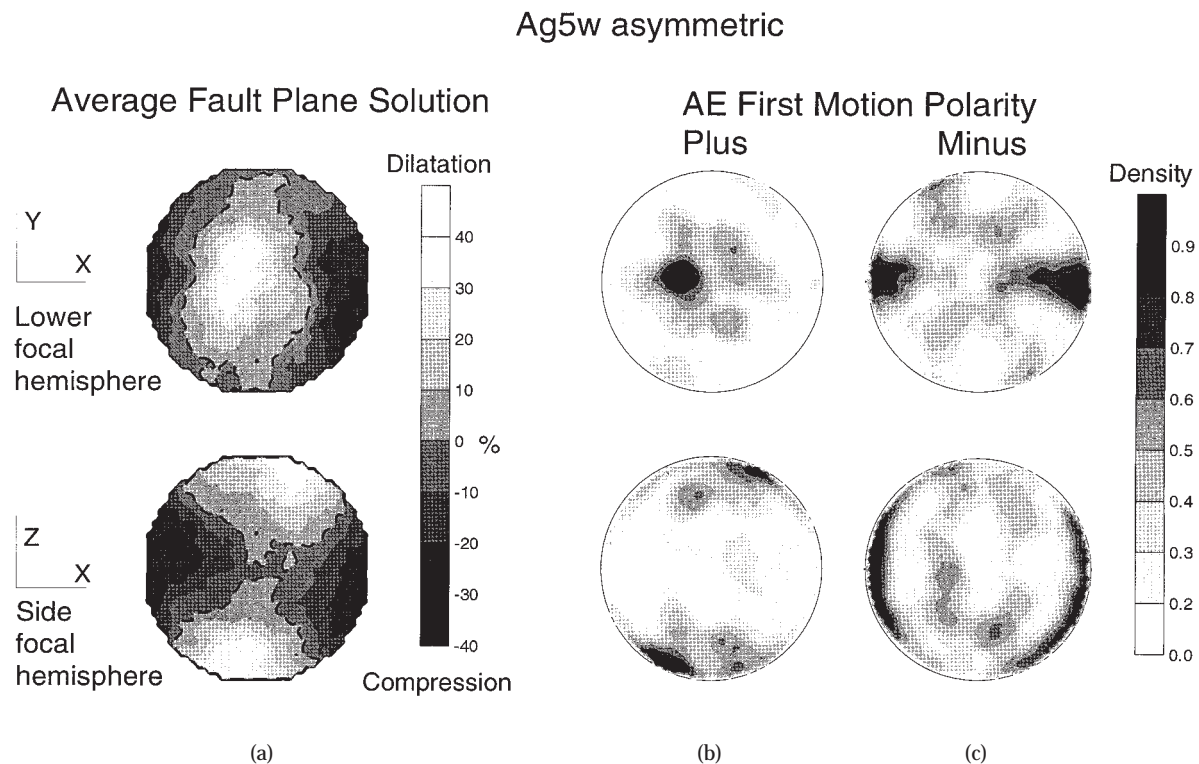 Ag5w asymmetric
Average Fault Plane Solution
AE First Motion Polarity
Plus
Minus
Dilatation
Density
Y
X
Lower
focal
hemisphere
40
30
20
10
0
%
-10
-20
-30
-40
Compression
Z
X
Side
focal
hemisphere
0.9
0.8
0.7
0.6
0.5
0.4
0.3
0.2
0.0
(a)
(b)
(c)